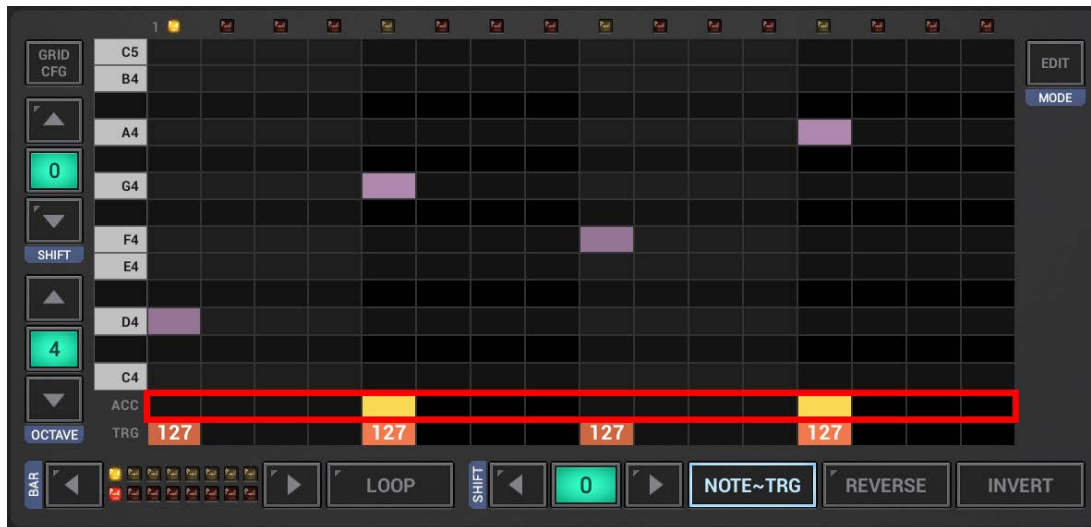 1
GRID
CFG
C5
EDIT
B4
MODE
A4
0
G4
F4
SHIFT
E4
D4
4
C4
ACC
OCTAVE
TRG 127 127 127 127
BAR
LOOP
SHIFT
0
NOTE~TRG
REVERSE
INVERT